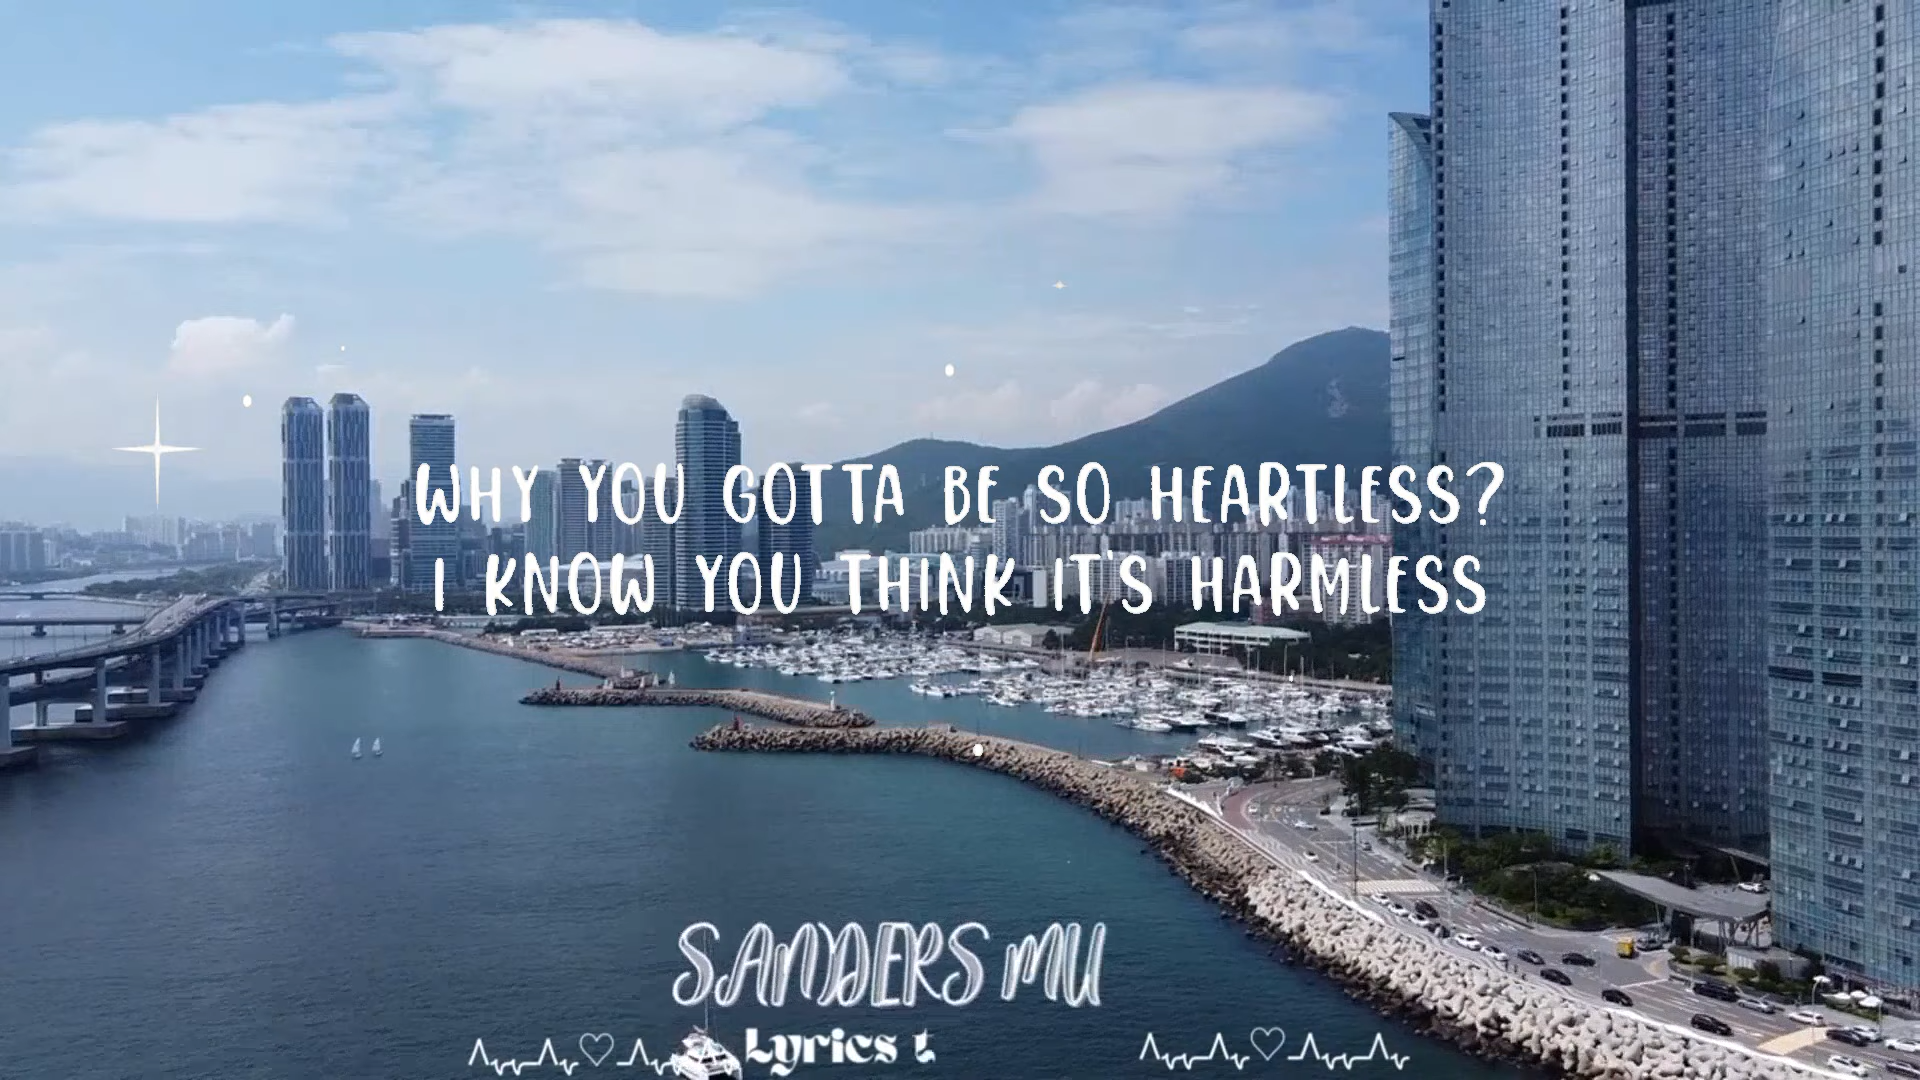 WHY YOU GOTTA BE SO HEARTLESS?
I KNOW YOU THINK IT'S HARMLESS
SANDERS MU
Lyrics t